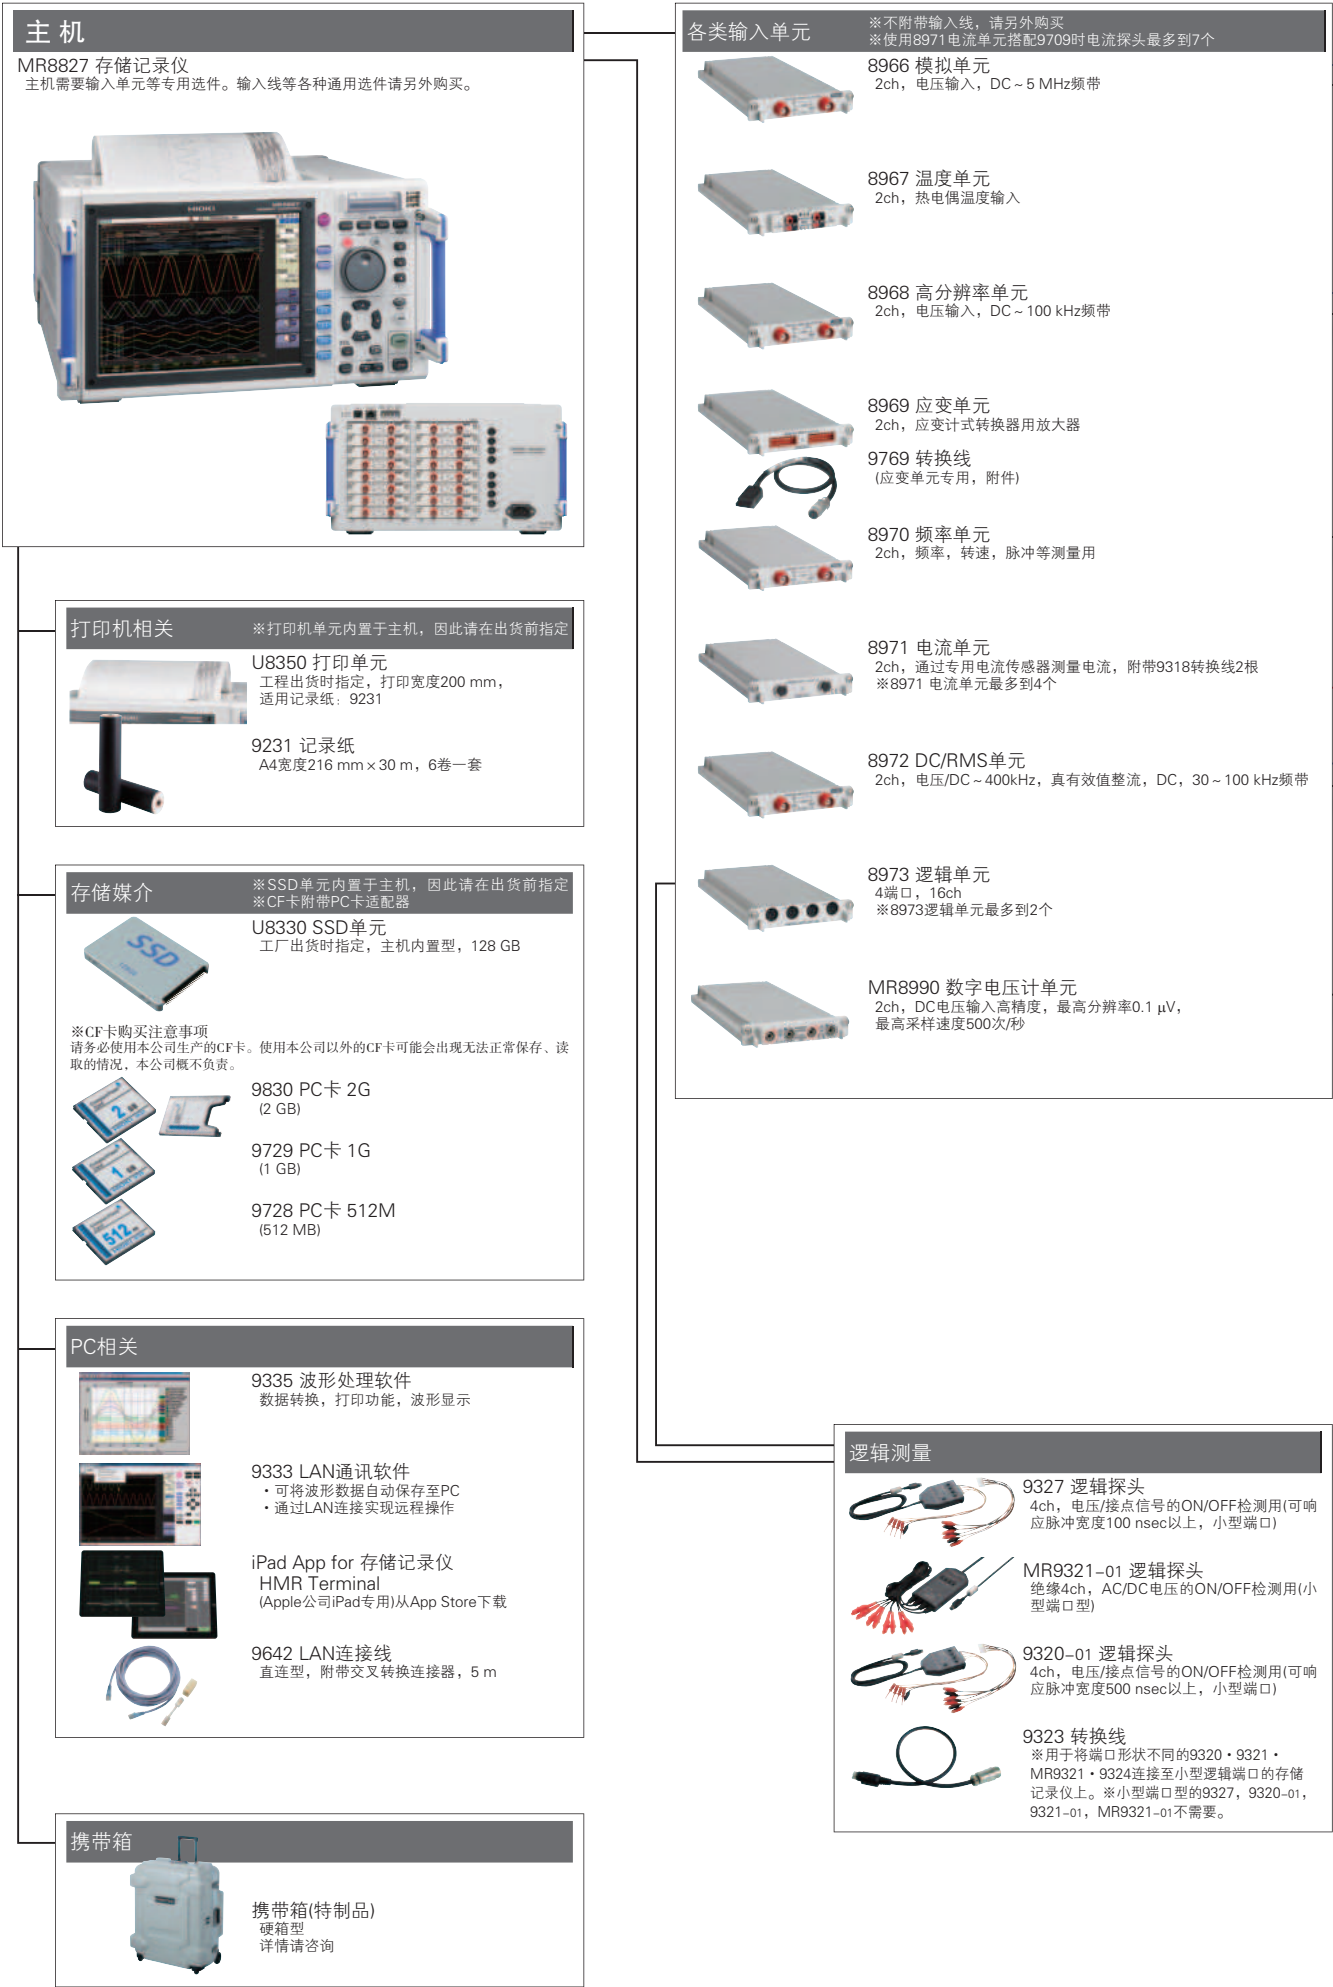 主 机
MR8827 存储记录仪
主机需要输入单元等专用选件。输入线等各种通用选件请另外购买。
HIOKI
打印机相关
※打印机单元内置于主机，因此请在出货前指定
U8350 打印单元
工程出货时指定，打印宽度200 mm，
适用记录纸：9231
9231 记录纸
A4宽度216 mm×30 m，6卷一套
存储媒介
※SSD单元内置于主机，因此请在出货前指定
※CF卡附带PC卡适配器
SSD
U8330 SSD单元
工厂出货时指定，主机内置型，128 GB
※CF卡购买注意事项
请务必使用本公司生产的CF卡。使用本公司以外的CF卡可能会出现无法正常保存、读
取的情况，本公司概不负责。
2 GB
9830 PC卡 2G
(2 GB)
1
9729 PC卡 1G
(1 GB)
512
9728 PC卡 512M
(512 MB)
PC相关
9335 波形处理软件
数据转换，打印功能，波形显示
9333 LAN通讯软件
・可将波形数据自动保存至PC
・通过LAN连接实现远程操作
iPad App for 存储记录仪
HMR Terminal
(Apple公司iPad专用)从App Store下载
9642 LAN连接线
直连型，附带交叉转换连接器，5 m
携带箱
携带箱(特制品)
硬箱型
详情请咨询
各类输入单元
※不附带输入线，请另外购买
※使用8971电流单元搭配9709时电流探头最多到7个
8966 模拟单元
2ch，电压输入，DC～5 MHz频带
8967 温度单元
2ch，热电偶温度输入
8968 高分辨率单元
2ch，电压输入，DC～100 kHz频带
8969 应变单元
2ch，应变计式转换器用放大器
9769 转换线
(应变单元专用，附件)
8970 频率单元
2ch，频率，转速，脉冲等测量用
8971 电流单元
2ch，通过专用电流传感器测量电流，附带9318转换线2根
※8971 电流单元最多到4个
8972 DC/RMS单元
2ch，电压/DC～400kHz，真有效值整流，DC，30～100 kHz频带
8973 逻辑单元
4端口，16ch
※8973逻辑单元最多到2个
MR8990 数字电压计单元
2ch，DC电压输入高精度，最高分辨率0.1 μV，
最高采样速度500次/秒
逻辑测量
9327 逻辑探头
4ch，电压/接点信号的ON/OFF检测用(可响
应脉冲宽度100 nsec以上，小型端口)
MR9321-01 逻辑探头
绝缘4ch，AC/DC电压的ON/OFF检测用(小
型端口型)
9320-01 逻辑探头
4ch，电压/接点信号的ON/OFF检测用(可响
应脉冲宽度500 nsec以上，小型端口)
9323 转换线
※用于将端口形状不同的9320・9321・
MR9321・9324连接至小型逻辑端口的存储
记录仪上。※小型端口型的9327，9320-01，
9321-01，MR9321-01不需要。